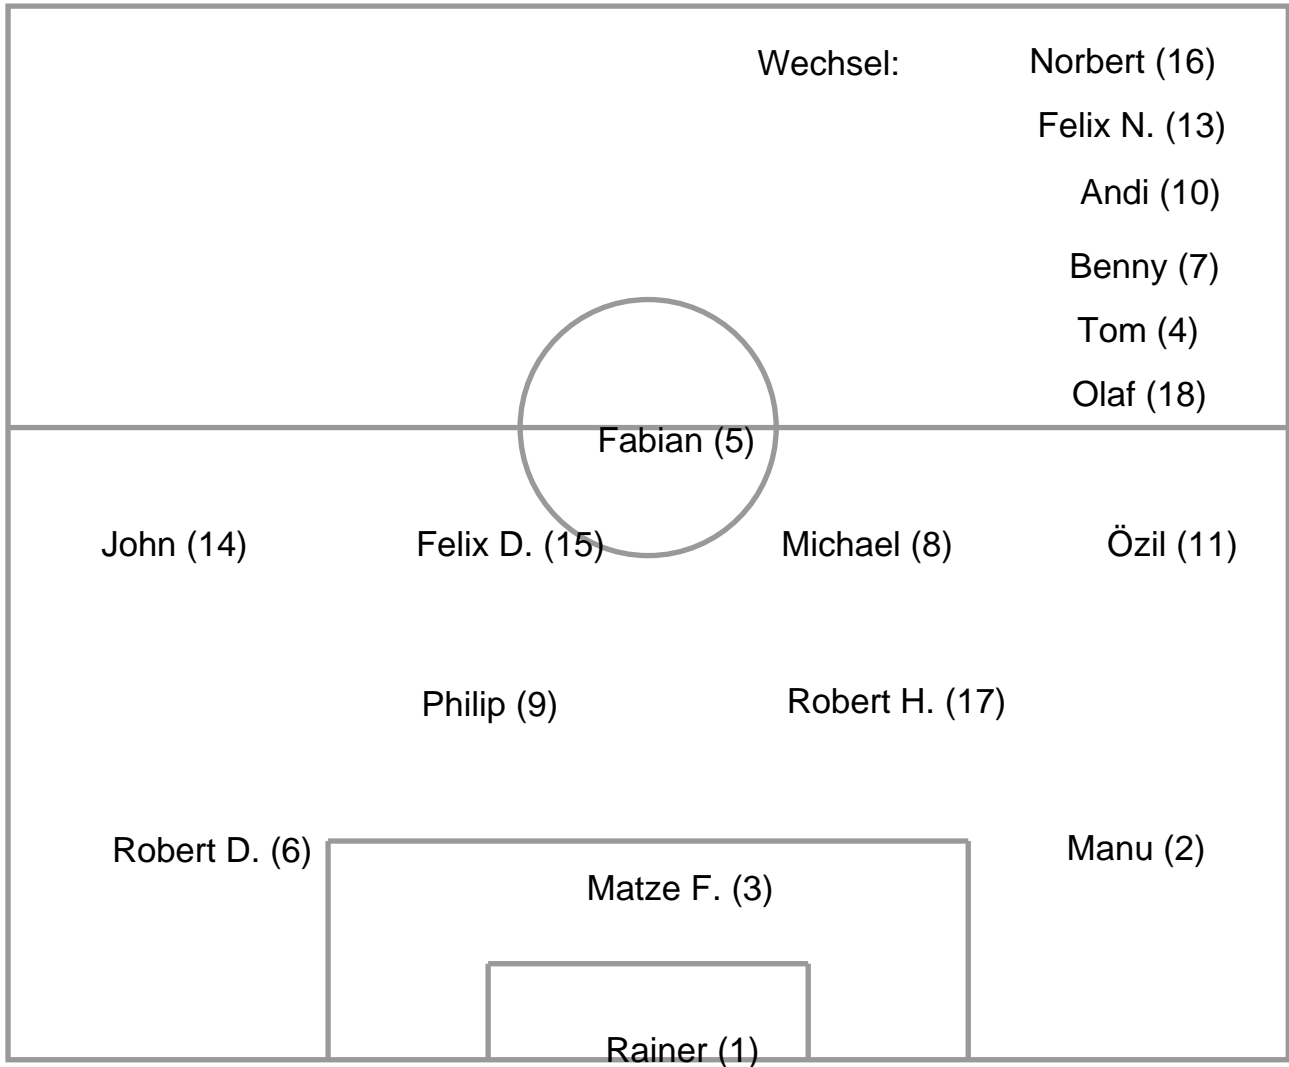 Wechsel: Norbert (16)
Felix N. (13)
Andi (10)
Benny (7)
Tom (4)
Olaf (18)
Fabian (5)
John (14) Felix D. (15) Michael (8) Özil (11)
Philip (9) Robert H. (17)
Robert D. (6) Manu (2)
Matze F. (3)
Rainer (1)